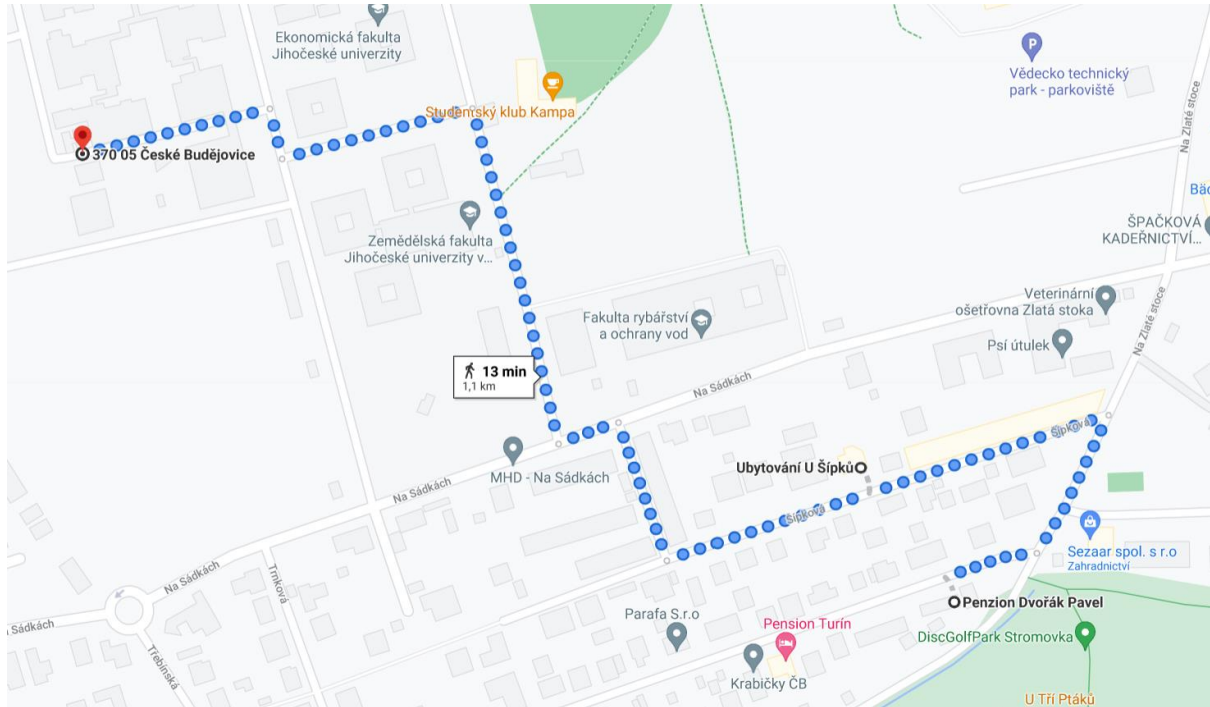 Ekonomická fakulta
Jihočeské univerzity
Vědecko technický
park - parkoviště
Studentský klub Kampa
Na Zlaté stoce
370 05 České Budějovice
Zemědělská fakulta
Jihočeské univerzity v...
ŠPAČKOVÁ
KADEŘNICTVÍ...
Veterinární
ošetřovna Zlatá stoka
Fakulta rybářství
a ochrany vod
Psí útulek
Na Zlaté stoce
13 min
1,1 km
Na Sádkách
Šípková
Ubytování U Šípků
MHD - Na Sádkách
Na Sádkách
Šípková
Sezaar spol. s r.o
Zahradnictví
Na Sádkách
Trnková
Penzion Dvořák Pavel
Parafa S.r.o
Pension Turín
DiscGolfPark Stromovka
Sádkách
Třebínská
Krabičky ČB
U Tří Ptáků
P